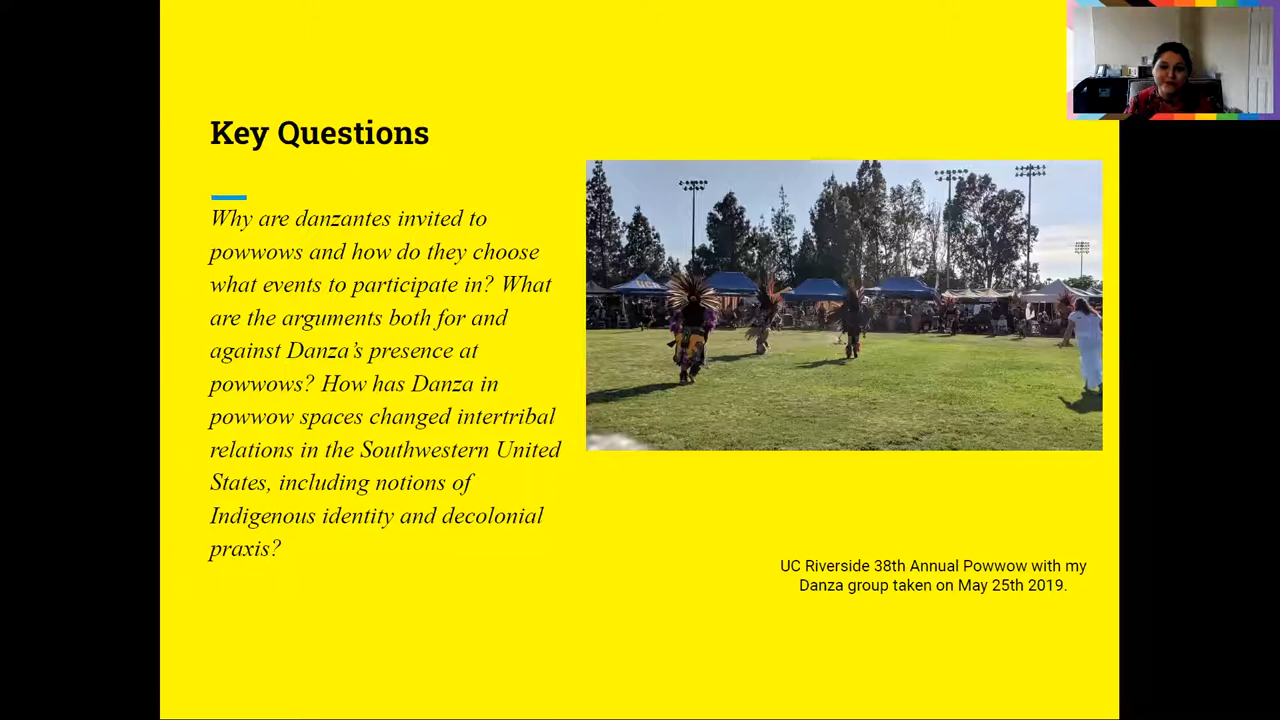 Key Questions
Why are danzantes invited to
powwows and how do they choose
what events to participate in? What
are the arguments both for and
against Danza’s presence at
powwows? How has Danza in
powwow spaces changed intertribal
relations in the Southwestern United
States, including notions of
Indigenous identity and decolonial
praxis?
UC Riverside 38th Annual Powwow with my
Danza group taken on May 25th 2019.